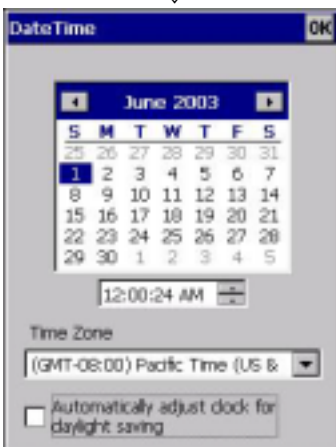 DateTime OK
June 2003
S M T W T F S
25 26 27 28 29 30 31
1 2 3 4 5 6 7
8 9 10 11 12 13 14
15 16 17 18 19 20 21
22 23 24 25 26 27 28
29 30 1 2 3 4 5
12:00:24 AM
Time Zone
(GMT-08:00) Pacific Time (US &
Automatically adjust clock for
daylight saving